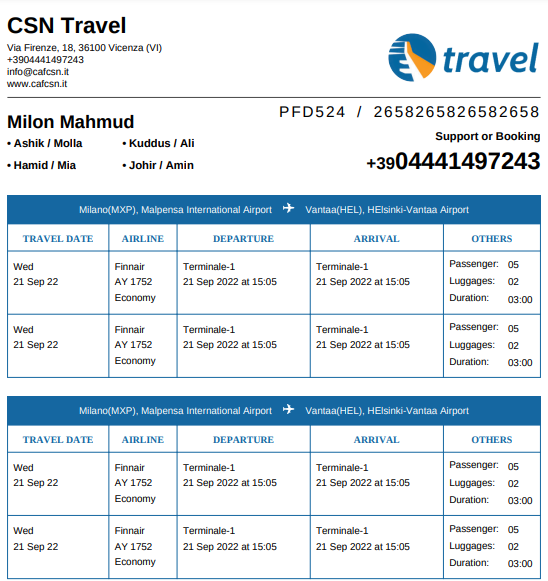 CSN Travel
Via Firenze, 18, 36100 Vicenza (VI)
+3904441497243
info@cafcsn.it
www.cafcsn.it
travel
PFD524 / 2658265826582658
Milon Mahmud
Support or Booking
• Ashik / Molla • Kuddus / Ali
• Hamid / Mia • Johir / Amin
+3904441497243
Milano(MXP), Malpensa International Airport ✈ Vantaa(HEL), HElsinki-Vantaa Airport
TRAVEL DATE AIRLINE DEPARTURE ARRIVAL OTHERS
Wed Finnair Terminale-1 Terminale-1 Passenger: 05
21 Sep 22 AY 1752 21 Sep 2022 at 15:05 21 Sep 2022 at 15:05 Luggages: 02
Economy Duration: 03:00
Wed Finnair Terminale-1 Terminale-1 Passenger: 05
21 Sep 22 AY 1752 21 Sep 2022 at 15:05 21 Sep 2022 at 15:05 Luggages: 02
Economy Duration: 03:00
Milano(MXP), Malpensa International Airport ✈ Vantaa(HEL), HElsinki-Vantaa Airport
TRAVEL DATE AIRLINE DEPARTURE ARRIVAL OTHERS
Wed Finnair Terminale-1 Terminale-1 Passenger: 05
21 Sep 22 AY 1752 21 Sep 2022 at 15:05 21 Sep 2022 at 15:05 Luggages: 02
Economy Duration: 03:00
Wed Finnair Terminale-1 Terminale-1 Passenger: 05
21 Sep 22 AY 1752 21 Sep 2022 at 15:05 21 Sep 2022 at 15:05 Luggages: 02
Economy Duration: 03:00